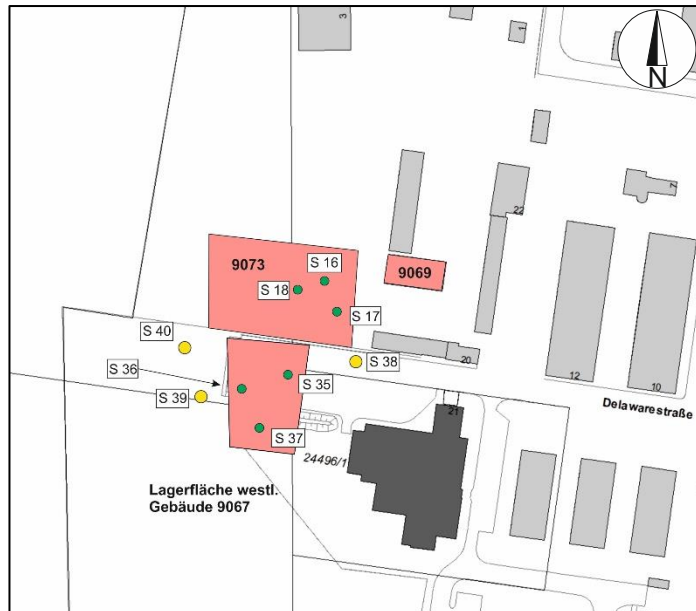 3
1
N
7
22
9073
S 16
9069
S 18
S 17
S 40
S 38
20
S 36
S 35
12
10
S 39
Delawarestraße
21
S 37
24496/1
Lagerfläche westl.
Gebäude 9067